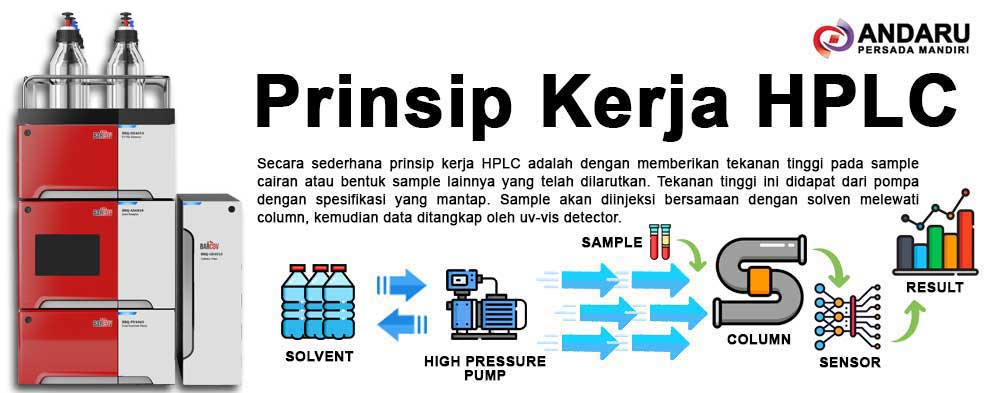 ANDARU
PERSADA MANDIRI
Prinsip Kerja HPLC
Secara sederhana prinsip kerja HPLC adalah dengan memberikan tekanan tinggi pada sample
cairan atau bentuk sample lainnya yang telah dilarutkan. Tekanan tinggi ini didapat dari pompa
dengan spesifikasi yang mantap. Sample akan diinjeksi bersamaan dengan solven melewati
column, kemudian data ditangkap oleh uv-vis detector.
SAMPLE
SOLVENT
HIGH PRESSURE
PUMP
COLUMN
SENSOR
RESULT